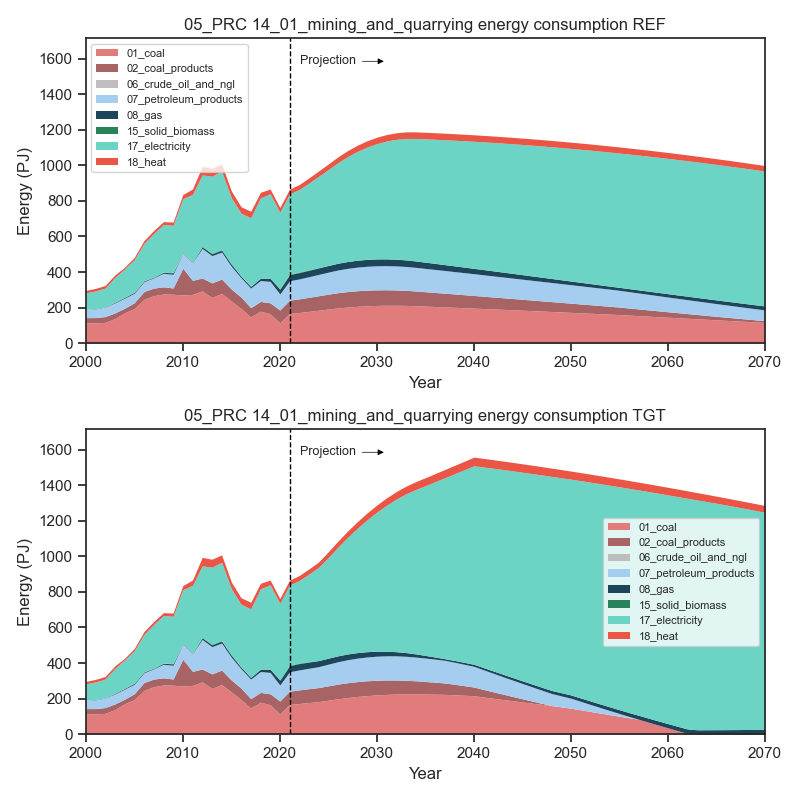 05_PRC 14_01_mining_and_quarrying energy consumption REF
Energy (PJ)
1600
1400
1200
1000
800
600
400
200
0
01_coal
02_coal_products
06_crude_oil_and_ngl
07_petroleum_products
08_gas
15_solid_biomass
17_electricity
18_heat
Projection
2000 2010 2020 2030 2040 2050 2060 2070
Year
05_PRC 14_01_mining_and_quarrying energy consumption TGT
Energy (PJ)
1600
1400
1200
1000
800
600
400
200
0
Projection
01_coal
02_coal_products
06_crude_oil_and_ngl
07_petroleum_products
08_gas
15_solid_biomass
17_electricity
18_heat
2000 2010 2020 2030 2040 2050 2060 2070
Year